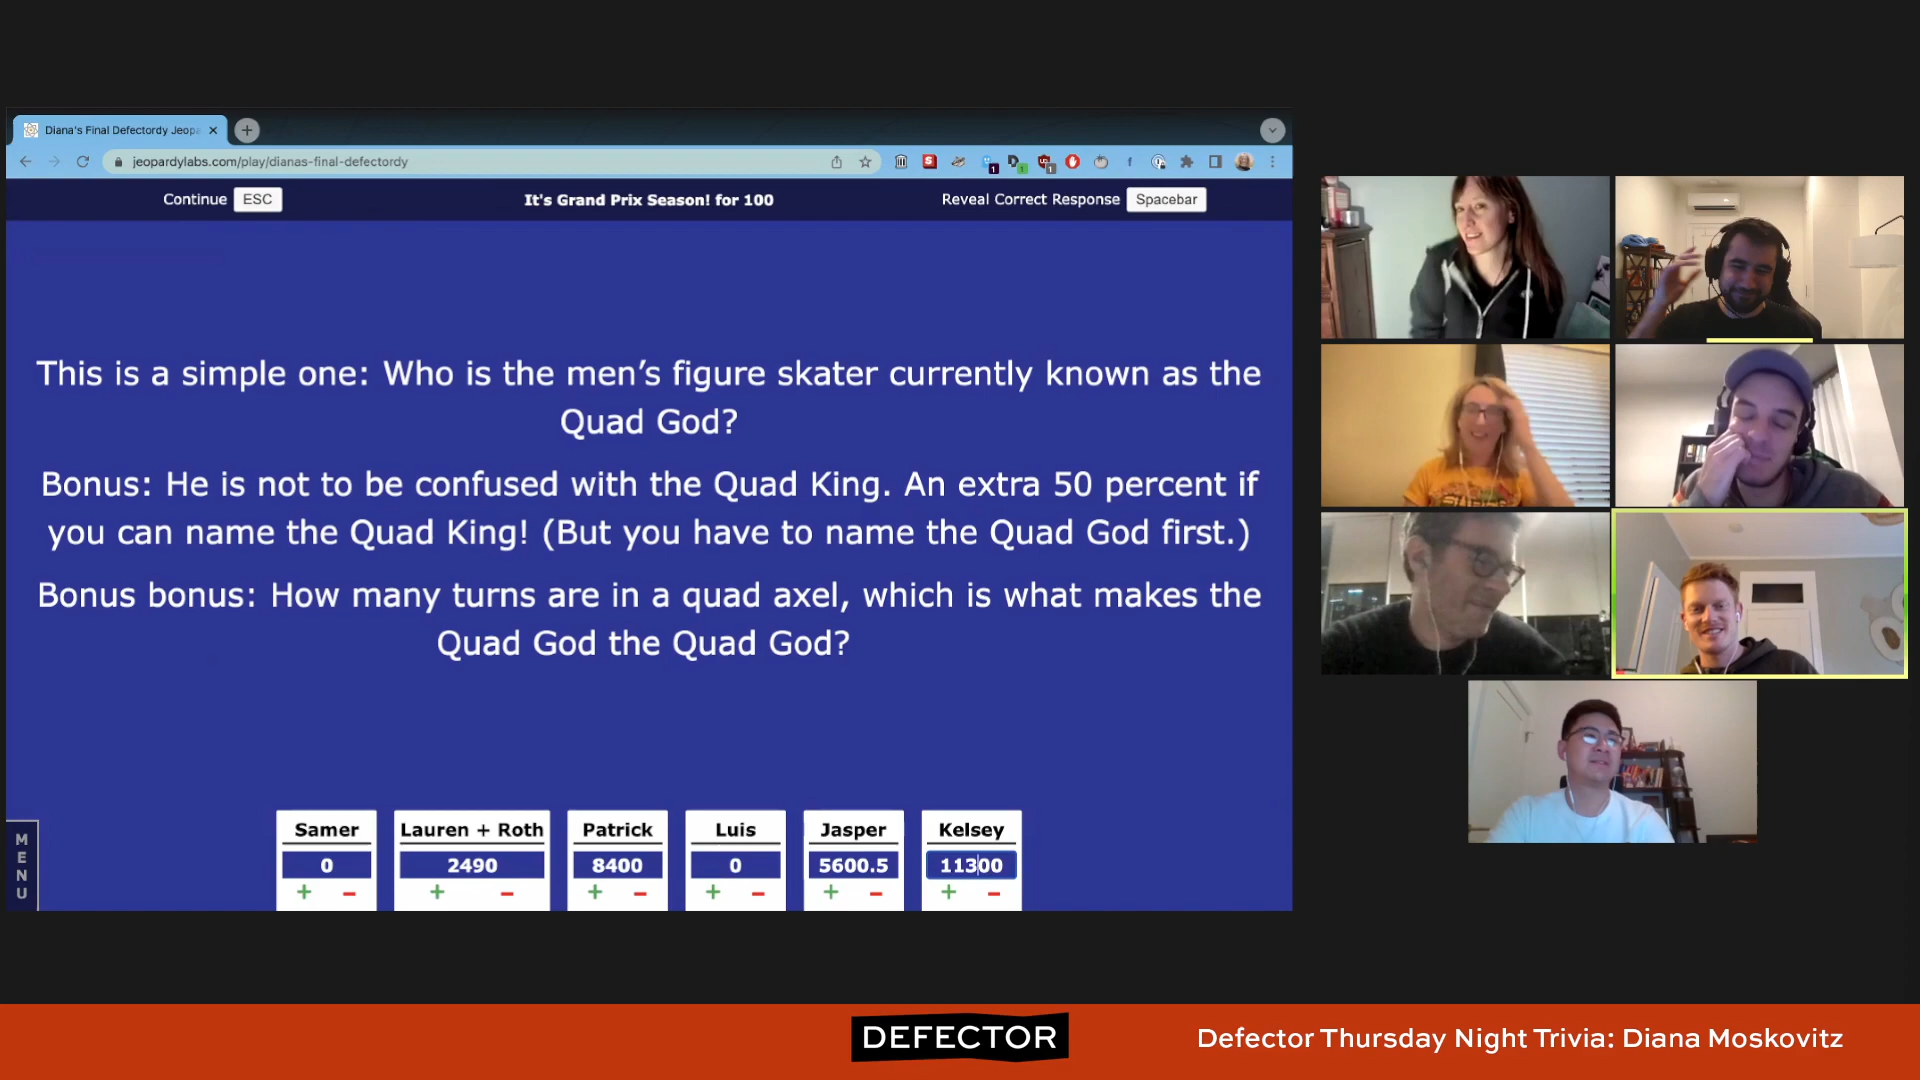 Diana's Final Defectordy Jeopa
jeopardylabs.com/play/dianas-final-defectordy
Continue ESC
It's Grand Prix Season! for 100
Reveal Correct Response Spacebar
This is a simple one: Who is the men’s figure skater currently known as the
Quad God?
Bonus: He is not to be confused with the Quad King. An extra 50 percent if
you can name the Quad King! (But you have to name the Quad God first.)
Bonus bonus: How many turns are in a quad axel, which is what makes the
Quad God the Quad God?
MENU
Samer Lauren + Roth Patrick Luis Jasper Kelsey
0 2490 8400 0 5600.5 11300
+ − + − + − + − + − + −
DEFECTOR
Defector Thursday Night Trivia: Diana Moskovitz